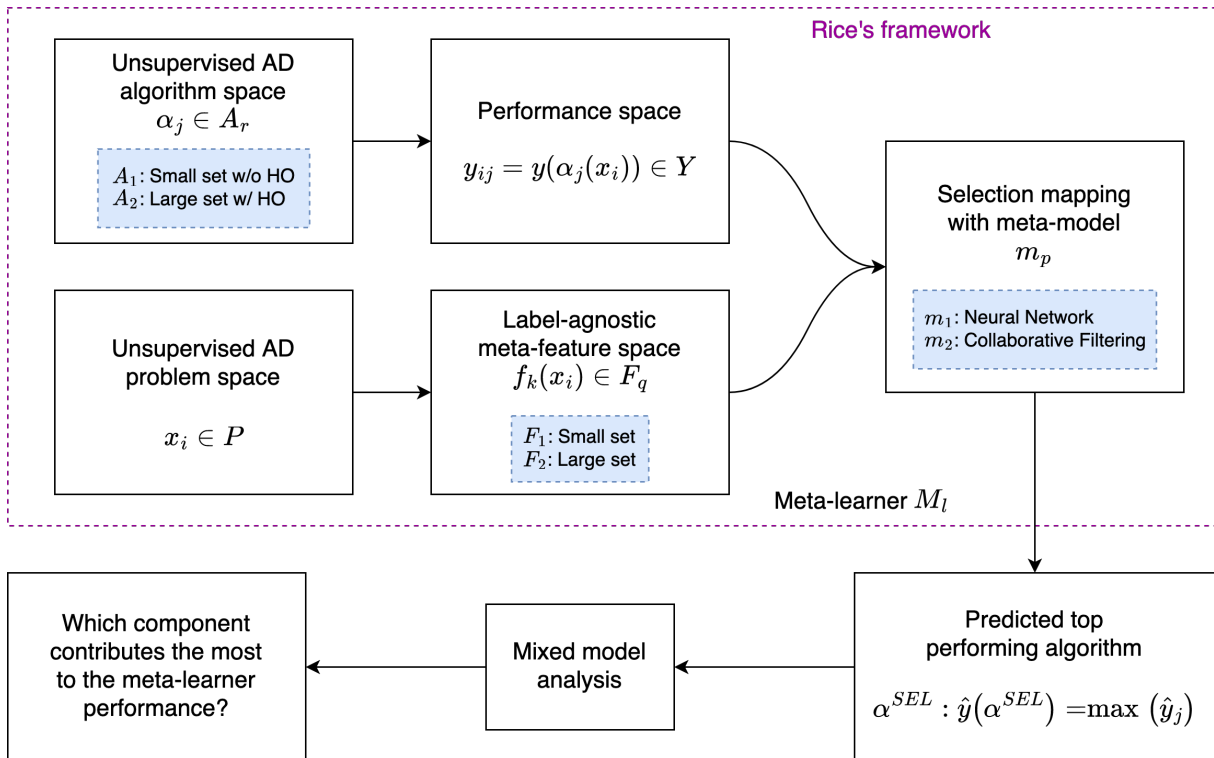 Rice's framework
Unsupervised AD
algorithm space
αⱼ ∈ Aᵣ
A₁: Small set w/o HO
A₂: Large set w/ HO
Performance space
yᵢⱼ = y(αⱼ(xᵢ)) ∈ Y
Selection mapping
with meta-model
mₚ
m₁: Neural Network
m₂: Collaborative Filtering
Unsupervised AD
problem space
xᵢ ∈ P
Label-agnostic
meta-feature space
fₖ(xᵢ) ∈ F_q
F₁: Small set
F₂: Large set
Meta-learner Mₗ
Which component
contributes the most
to the meta-learner
performance?
Mixed model
analysis
Predicted top
performing algorithm
α^{SEL} : ŷ(α^{SEL}) =max (ŷⱼ)